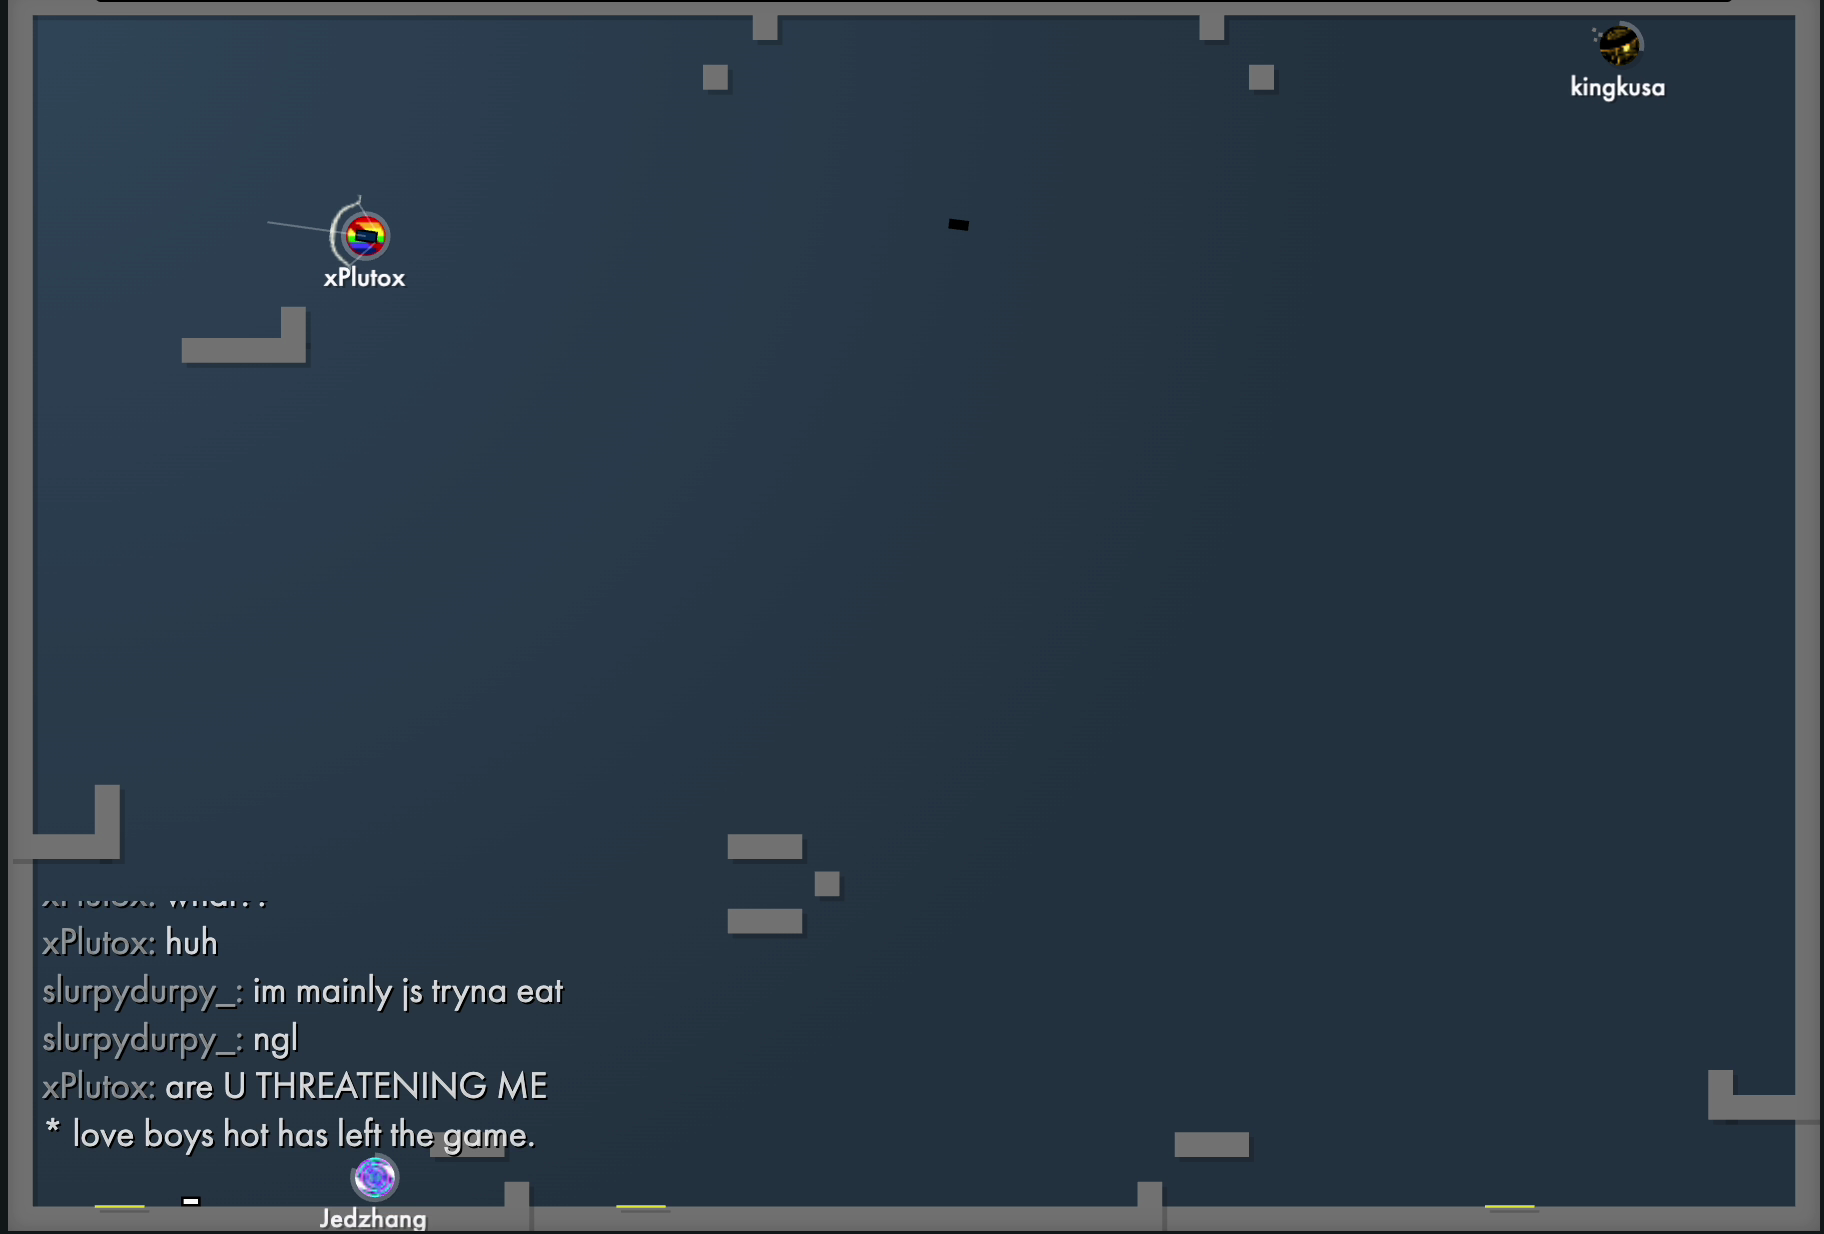 kingkusa
xPlutox
xPlutox: huh
slurpydurpy_: im mainly js tryna eat
slurpydurpy_: ngl
xPlutox: are U THREATENING ME
* love boys hot has left the game.
Jedzhang